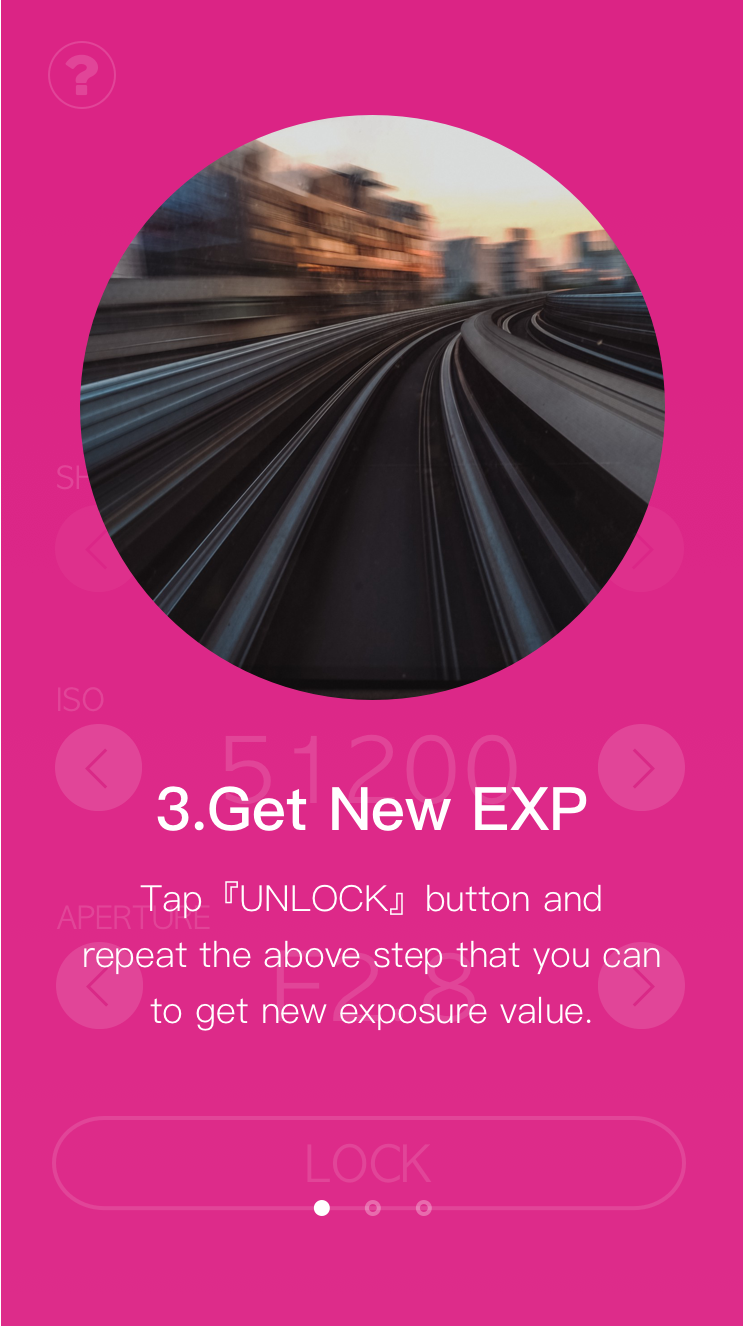 ?
SH
ISO
51200
3.Get New EXP
Tap『UNLOCK』button and
APERTURE
repeat the above step that you can
F2.8
to get new exposure value.
LOCK